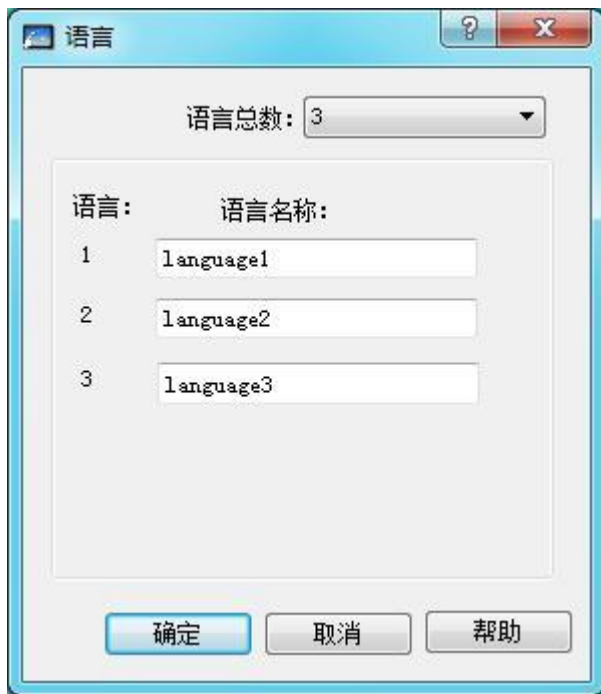 语言
语言总数: 3
语言: 语言名称:
1 language1
2 language2
3 language3
确定 取消 帮助